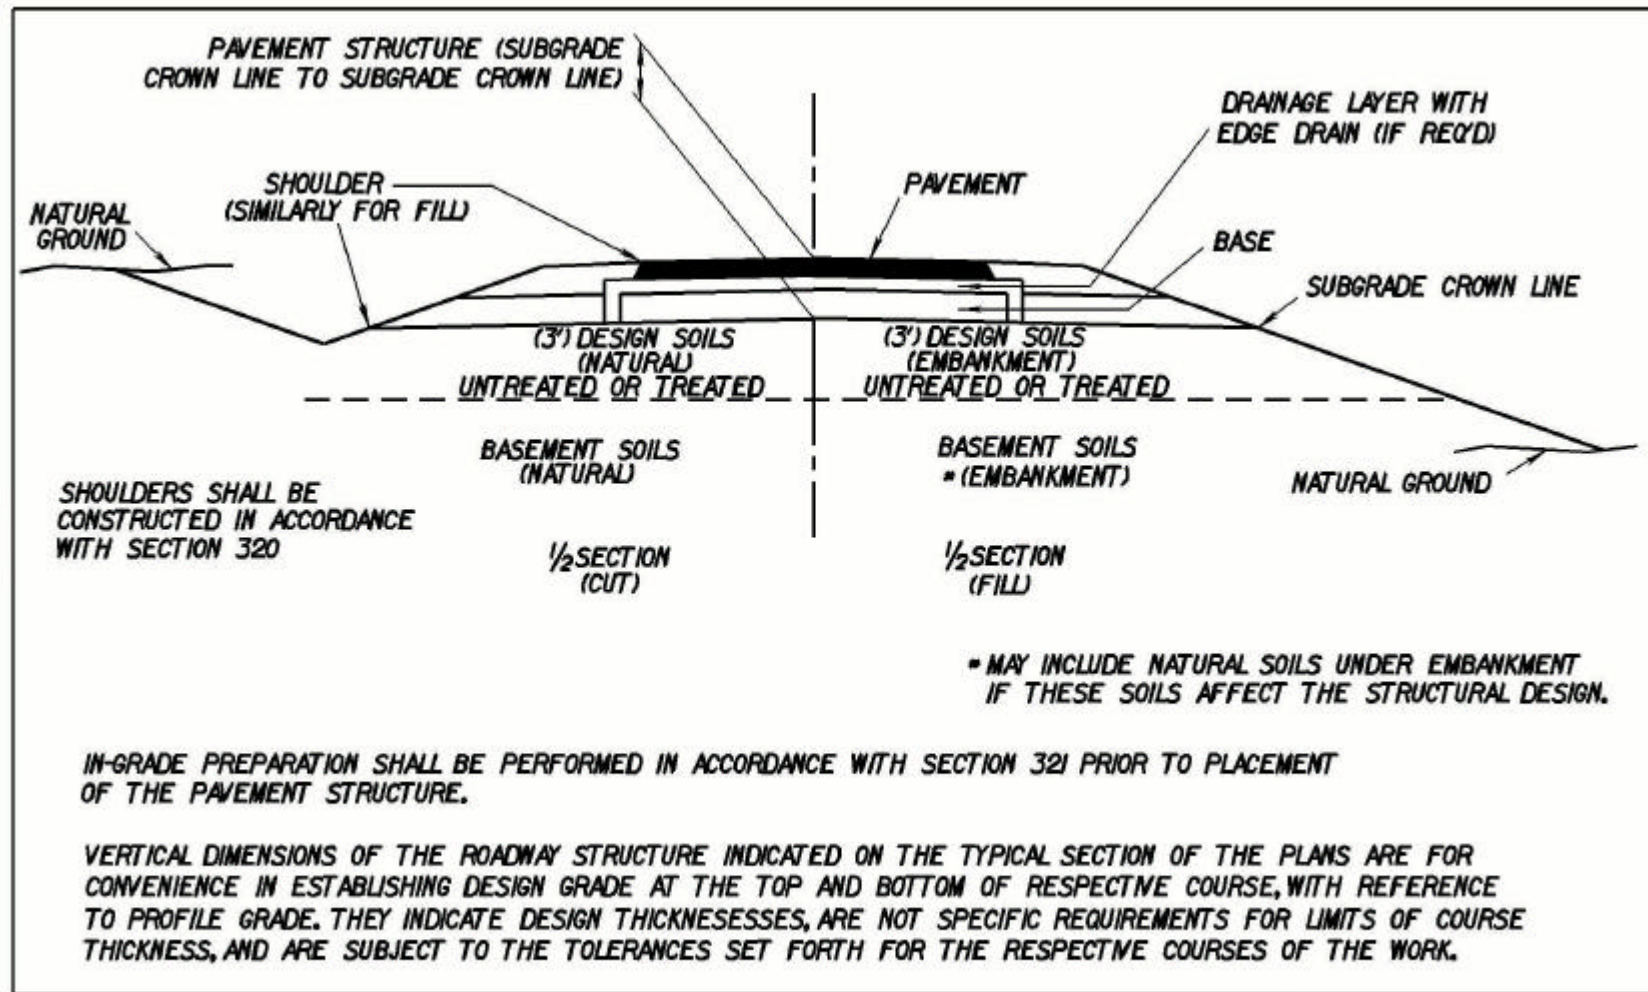 PAVEMENT STRUCTURE (SUBGRADE
CROWN LINE TO SUBGRADE CROWN LINE)
DRAINAGE LAYER WITH
EDGE DRAIN (IF REQ'D)
SHOULDER
(SIMILARLY FOR FILL)
PAVEMENT
NATURAL
GROUND
BASE
SUBGRADE CROWN LINE
(3') DESIGN SOILS
(NATURAL)
UNTREATED OR TREATED
(3') DESIGN SOILS
(EMBANKMENT)
UNTREATED OR TREATED
BASEMENT SOILS
(NATURAL)
BASEMENT SOILS
* (EMBANKMENT)
NATURAL GROUND
SHOULDERS SHALL BE
CONSTRUCTED IN ACCORDANCE
WITH SECTION 320
1/2 SECTION
(CUT)
1/2 SECTION
(FILL)
* MAY INCLUDE NATURAL SOILS UNDER EMBANKMENT
IF THESE SOILS AFFECT THE STRUCTURAL DESIGN.
IN-GRADE PREPARATION SHALL BE PERFORMED IN ACCORDANCE WITH SECTION 321 PRIOR TO PLACEMENT
OF THE PAVEMENT STRUCTURE.
VERTICAL DIMENSIONS OF THE ROADWAY STRUCTURE INDICATED ON THE TYPICAL SECTION OF THE PLANS ARE FOR
CONVENIENCE IN ESTABLISHING DESIGN GRADE AT THE TOP AND BOTTOM OF RESPECTIVE COURSE, WITH REFERENCE
TO PROFILE GRADE. THEY INDICATE DESIGN THICKNESESSES, ARE NOT SPECIFIC REQUIREMENTS FOR LIMITS OF COURSE
THICKNESS, AND ARE SUBJECT TO THE TOLERANCES SET FORTH FOR THE RESPECTIVE COURSES OF THE WORK.